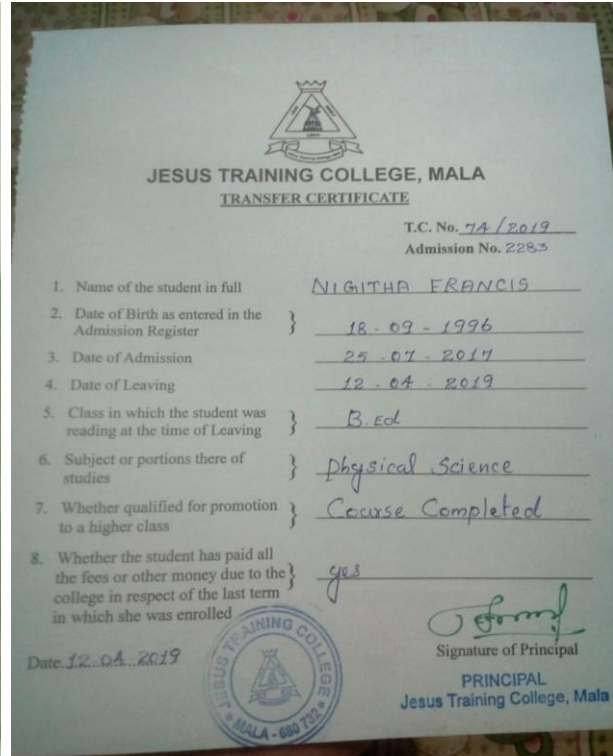 JESUS TRAINING COLLEGE, MALA
TRANSFER CERTIFICATE
T.C. No. 7A/2019
Admission No. 2283
1. Name of the student in full NIGITHA FRANCIS
2. Date of Birth as entered in the
Admission Register } 18-09-1996
3. Date of Admission 25-07-2017
4. Date of Leaving 12.04.2019
5. Class in which the student was
reading at the time of Leaving } B.Ed
6. Subject or portions there of
studies } Physical Science
7. Whether qualified for promotion
to a higher class } Course Completed
8. Whether the student has paid all
the fees or other money due to the
college in respect of the last term
in which she was enrolled } yes
Date 12.04.2019
JESUS TRAINING COLLEGE
MALA - 680 732
Signature of Principal
PRINCIPAL
Jesus Training College, Mala